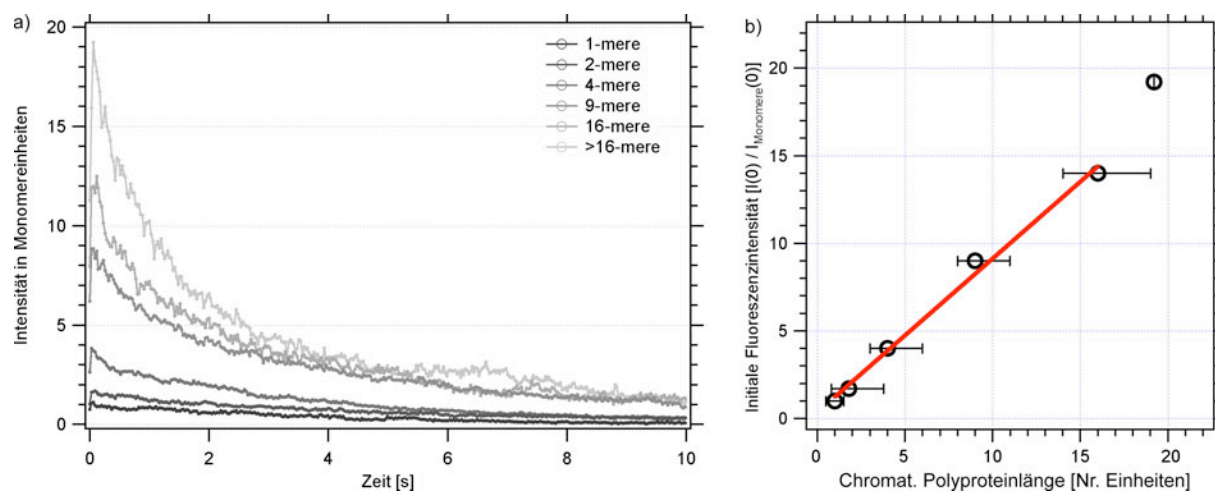 a)
Intensität in Monomereinheiten
20
15
10
5
0
0
2
4
6
8
10
Zeit [s]
1-mere
2-mere
4-mere
9-mere
16-mere
>16-mere
b)
Initiale Fluoreszenzintensität [I(0) / I_Monomere(0)]
20
15
10
5
0
0
5
10
15
20
Chromat. Polyproteinlänge [Nr. Einheiten]